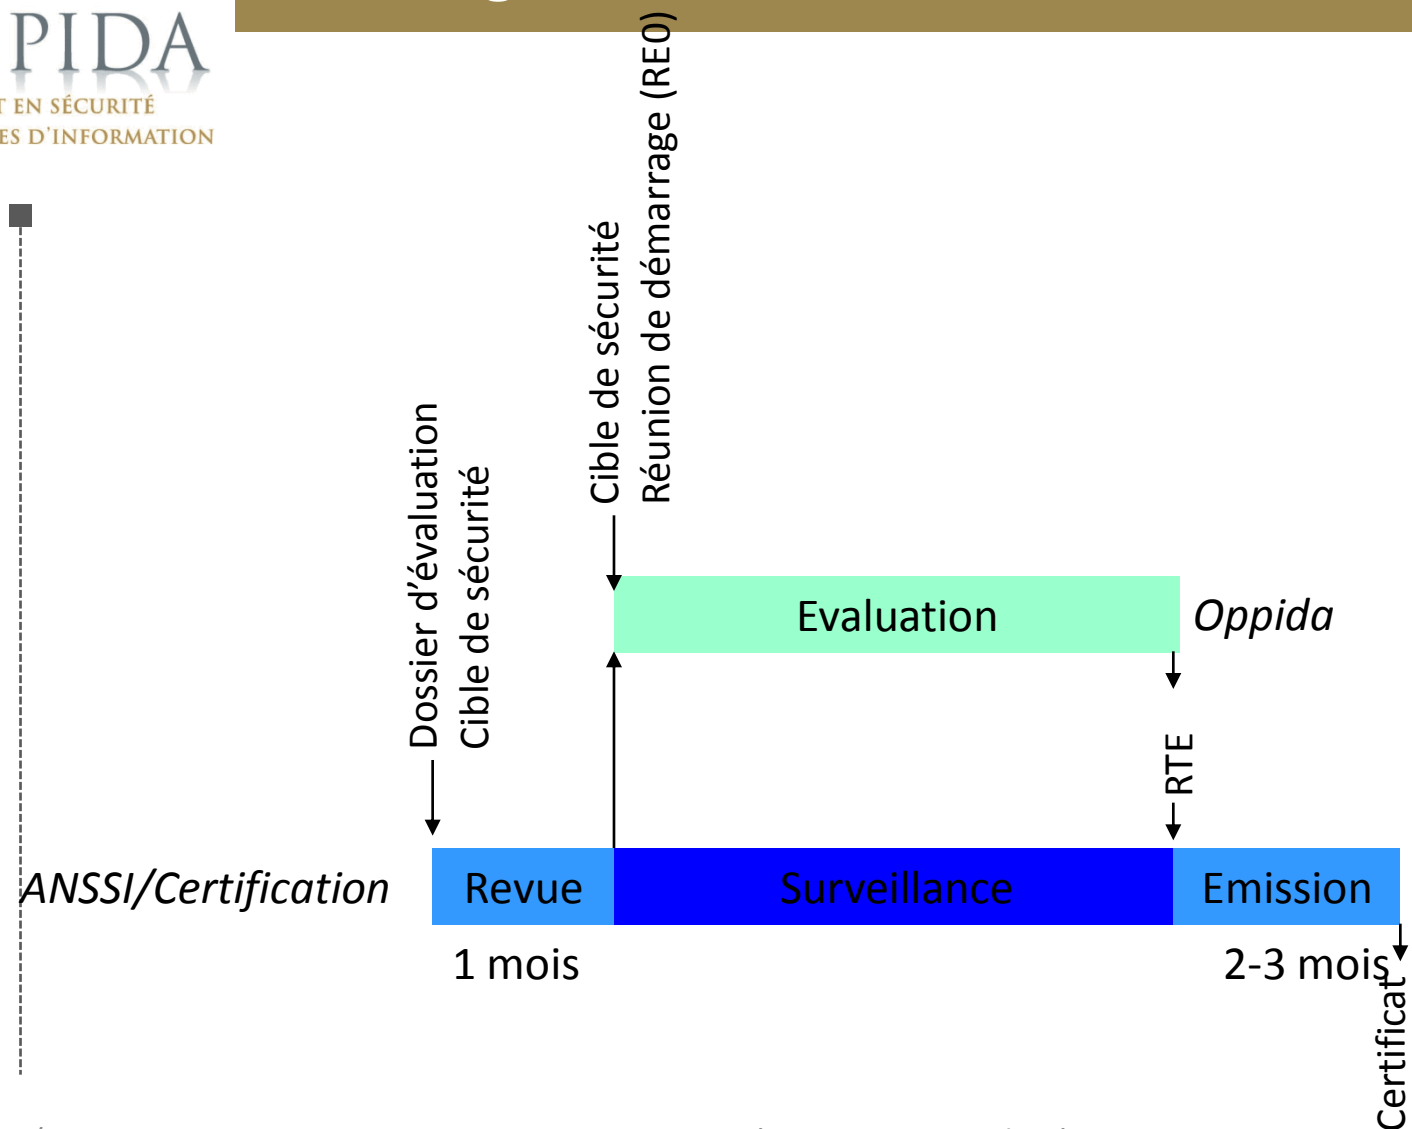 PIDA
T EN SÉCURITÉ
ES D'INFORMATION
Cible de sécurité
Réunion de démarrage (RE0)
Dossier d’évaluation
Cible de sécurité
Evaluation
Oppida
RTE
ANSSI/Certification
Revue
Surveillance
Emission
1 mois
2-3 mois
Certificat